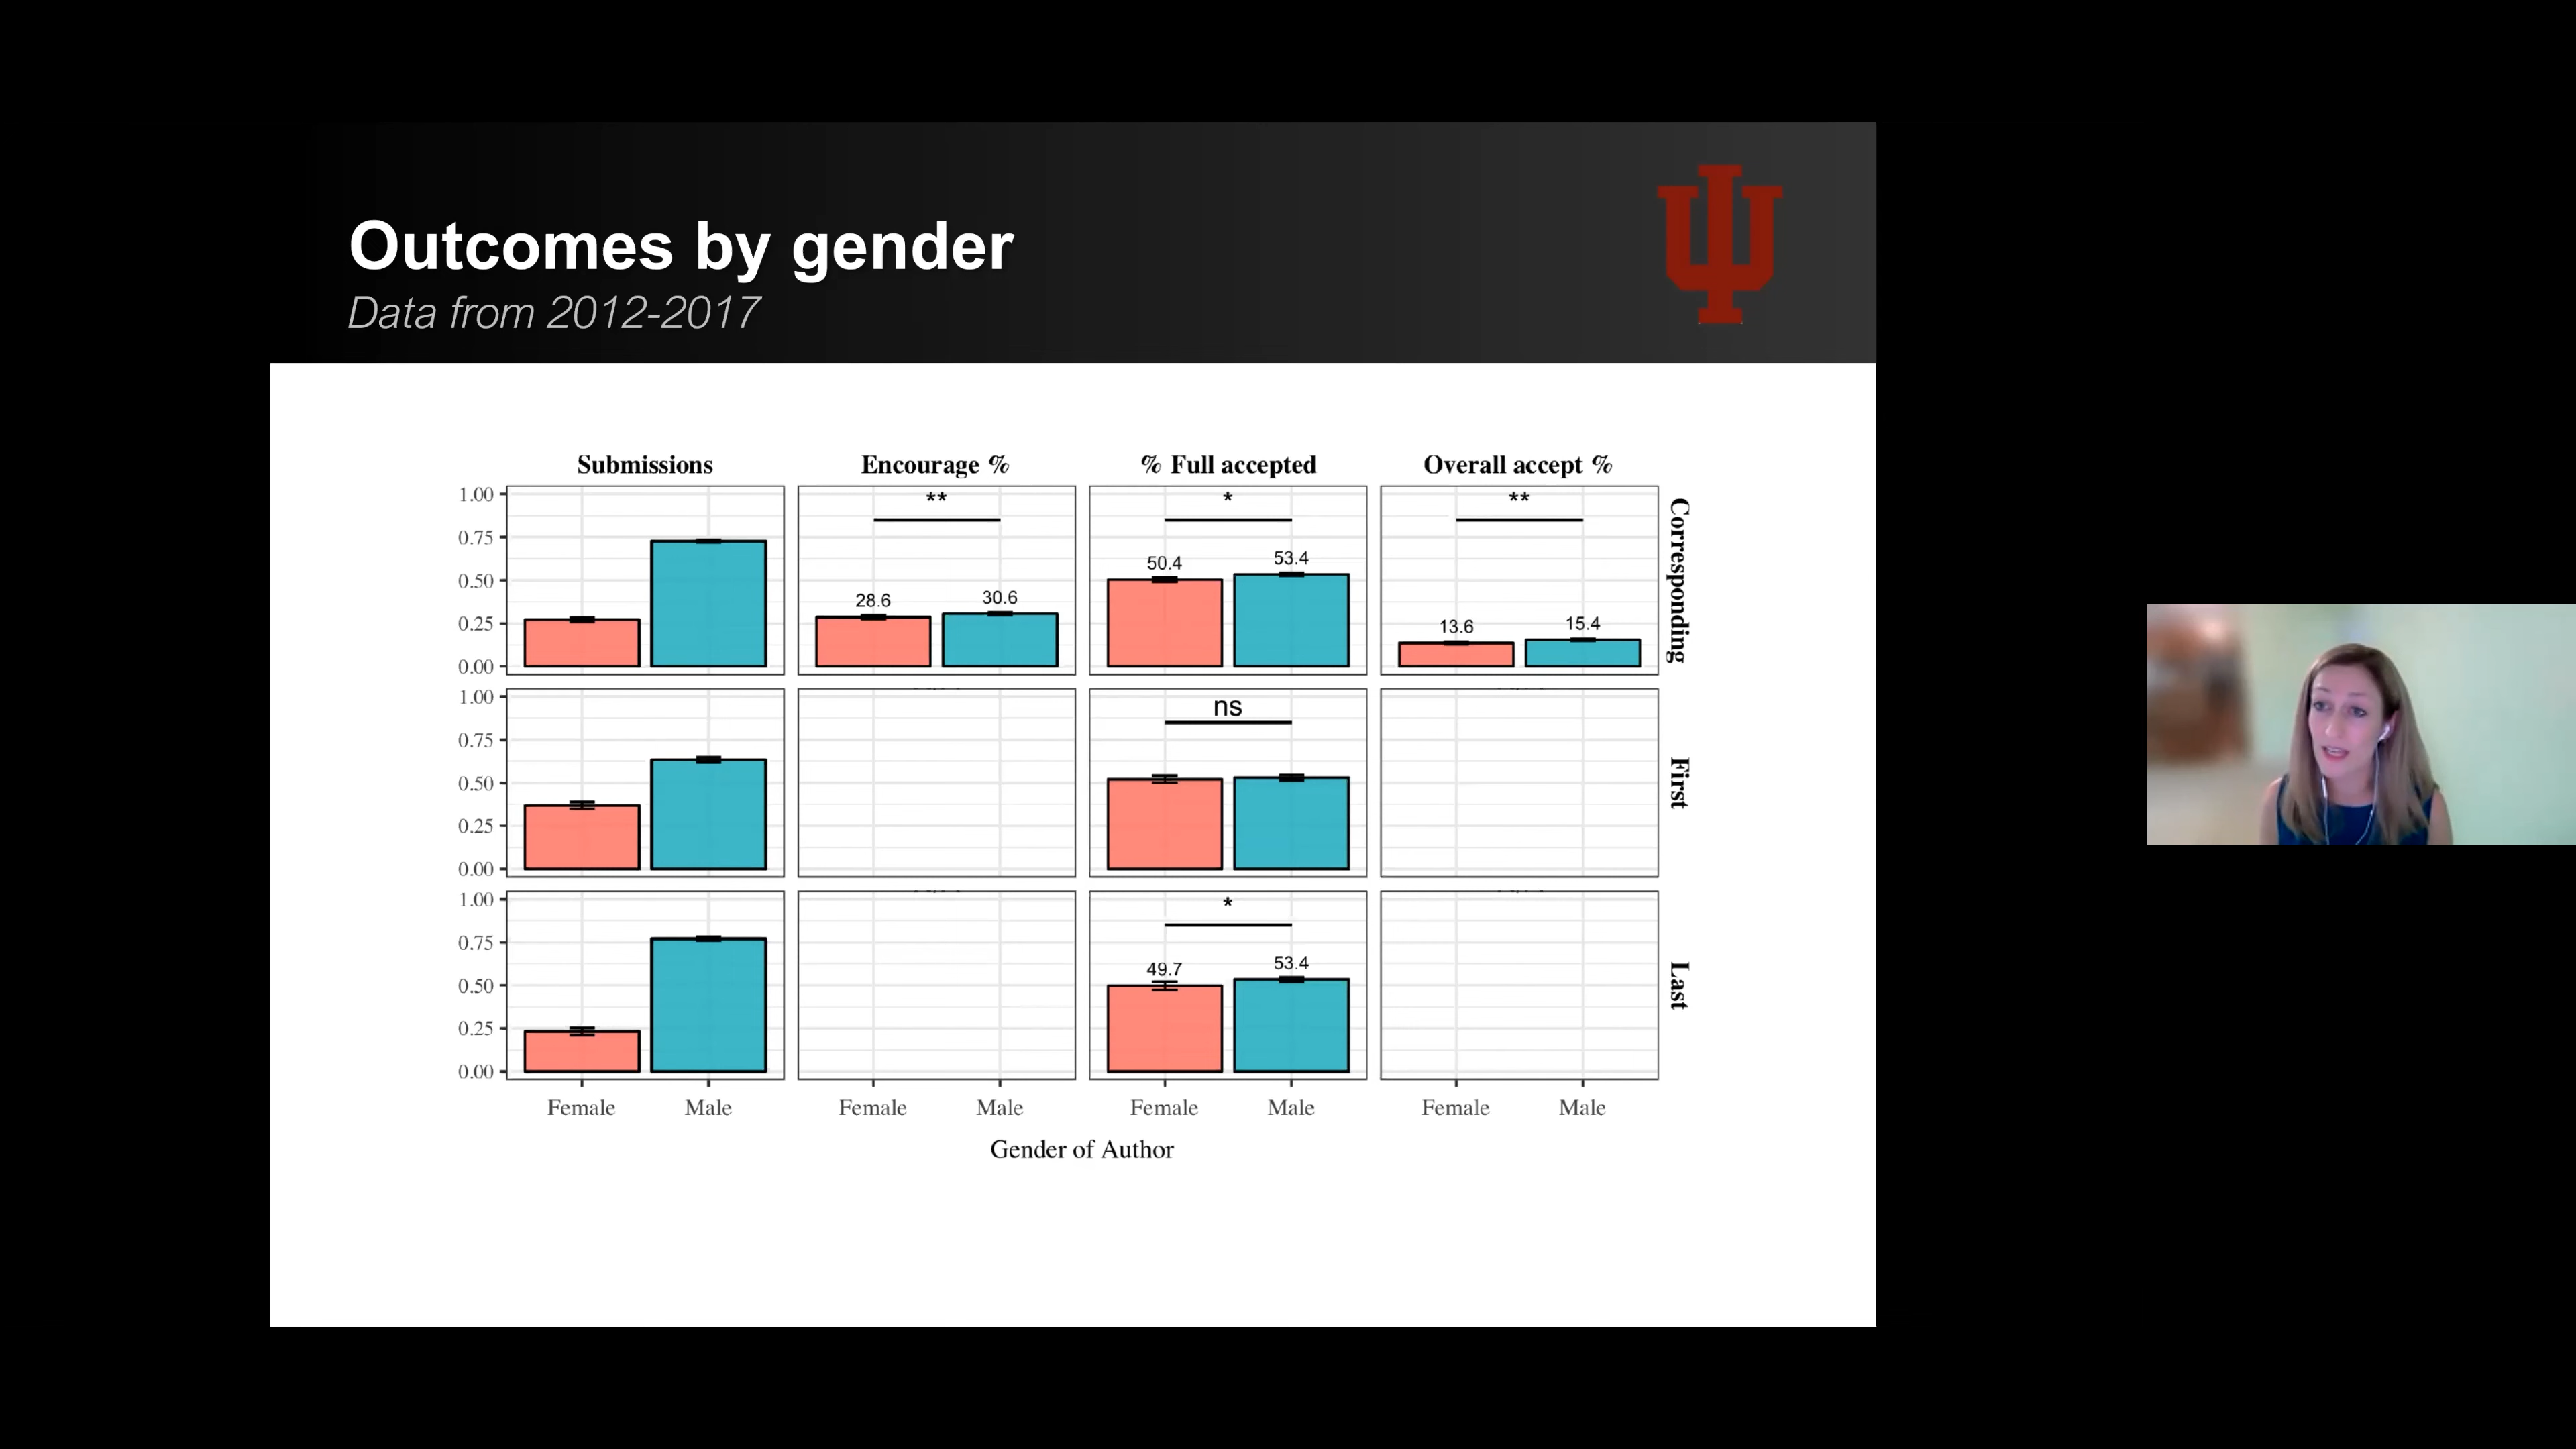 Outcomes by gender
Data from 2012-2017
Submissions
Encourage %
% Full accepted
Overall accept %
1.00
0.75
0.50
0.25
0.00
**
28.6
30.6
*
50.4
53.4
**
13.6
15.4
Corresponding
1.00
0.75
0.50
0.25
0.00
ns
First
1.00
0.75
0.50
0.25
0.00
*
49.7
53.4
Last
Female Male Female Male Female Male Female Male
Gender of Author